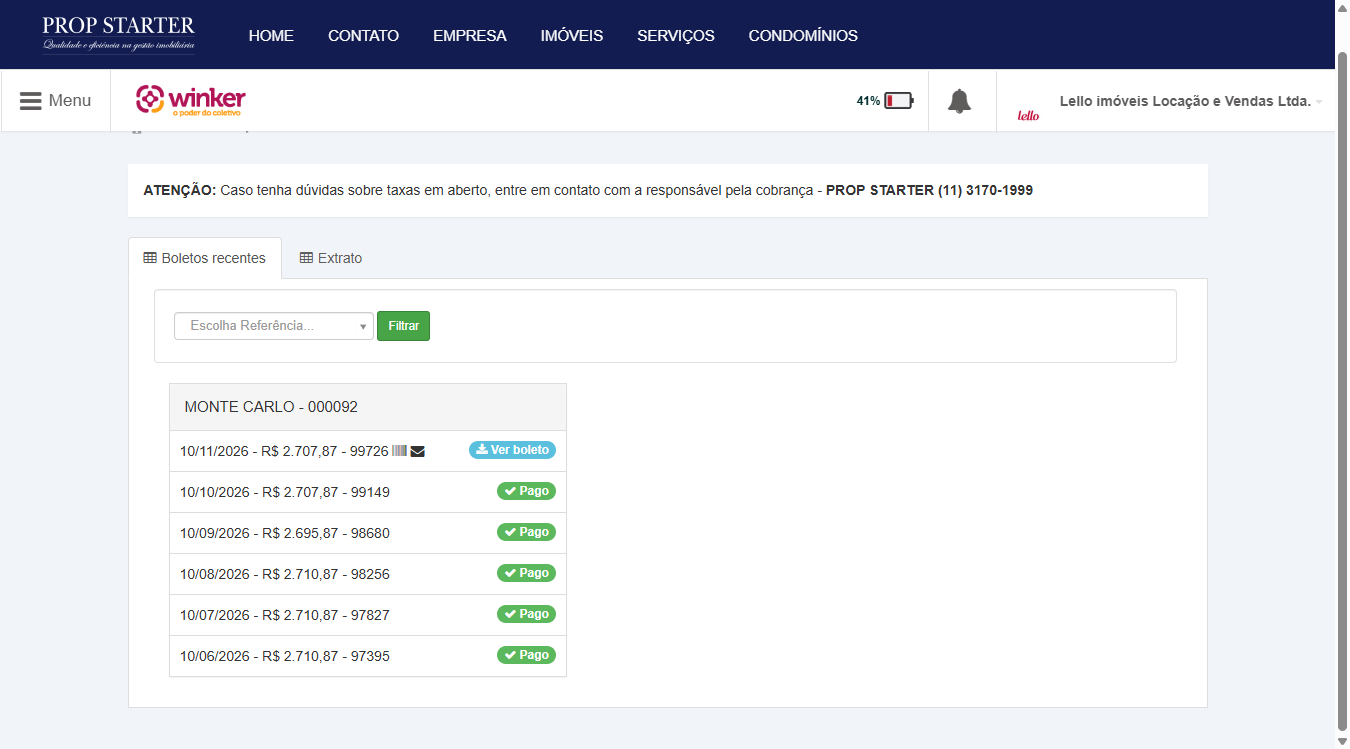 PROP STARTER
Qualidade e eficiência na gestão imobiliária
HOME CONTATO EMPRESA IMÓVEIS SERVIÇOS CONDOMÍNIOS
Menu
winker
o poder do coletivo
41%
lello
Lello imóveis Locação e Vendas Ltda.
ATENÇÃO: Caso tenha dúvidas sobre taxas em aberto, entre em contato com a responsável pela cobrança - PROP STARTER (11) 3170-1999
Boletos recentes Extrato
Escolha Referência... Filtrar
MONTE CARLO - 000092
10/11/2026 - R$ 2.707,87 - 99726 Ver boleto
10/10/2026 - R$ 2.707,87 - 99149 Pago
10/09/2026 - R$ 2.695,87 - 98680 Pago
10/08/2026 - R$ 2.710,87 - 98256 Pago
10/07/2026 - R$ 2.710,87 - 97827 Pago
10/06/2026 - R$ 2.710,87 - 97395 Pago